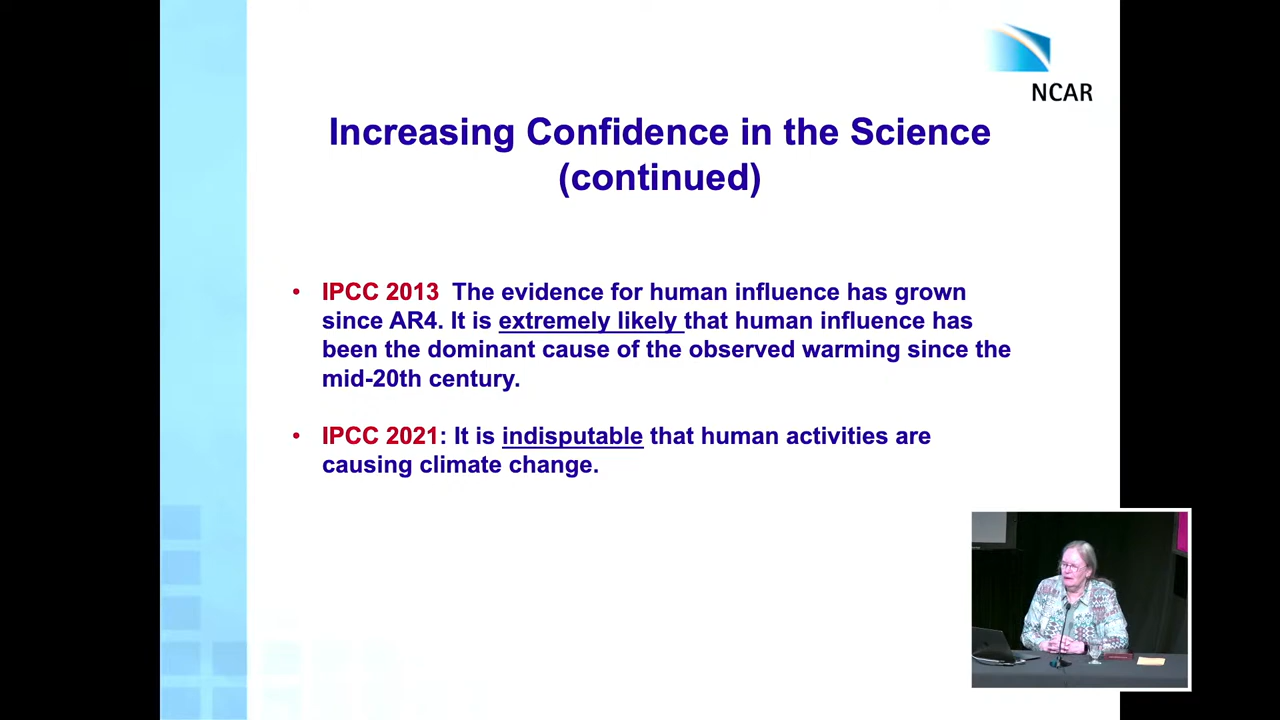 NCAR
Increasing Confidence in the Science
(continued)
• IPCC 2013  The evidence for human influence has grown
since AR4. It is extremely likely that human influence has
been the dominant cause of the observed warming since the
mid-20th century.
• IPCC 2021: It is indisputable that human activities are
causing climate change.